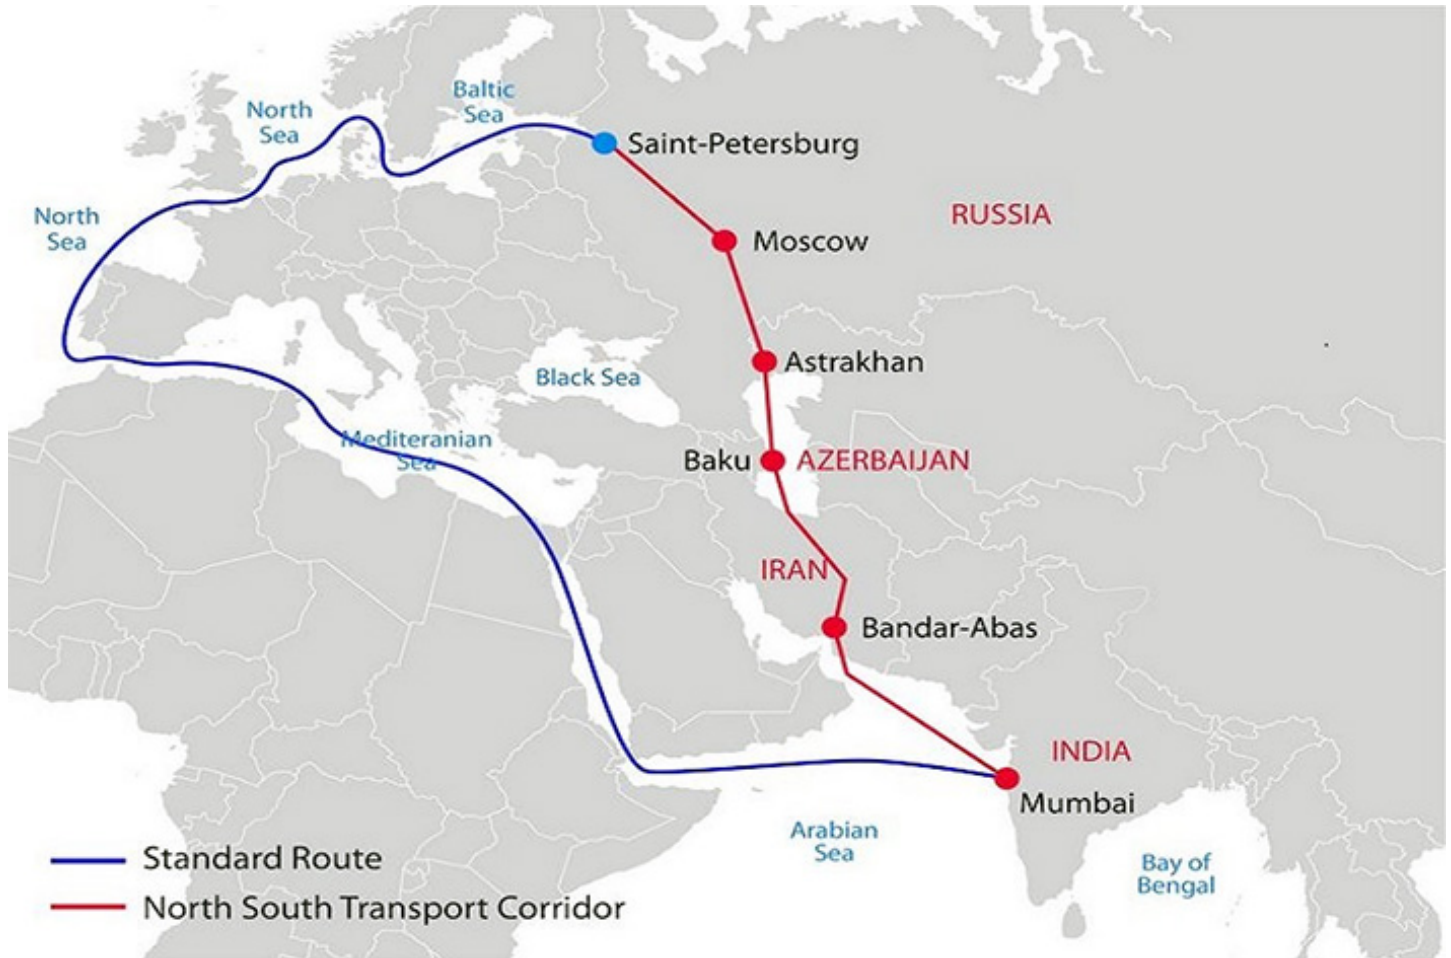 Baltic
Sea
North
Sea
Saint-Petersburg
North
Sea
RUSSIA
Moscow
Astrakhan
Black Sea
Mediteranian
Sea
Baku
AZERBAIJAN
IRAN
Bandar-Abas
INDIA
Mumbai
Arabian
Sea
Bay of
Bengal
Standard Route
North South Transport Corridor